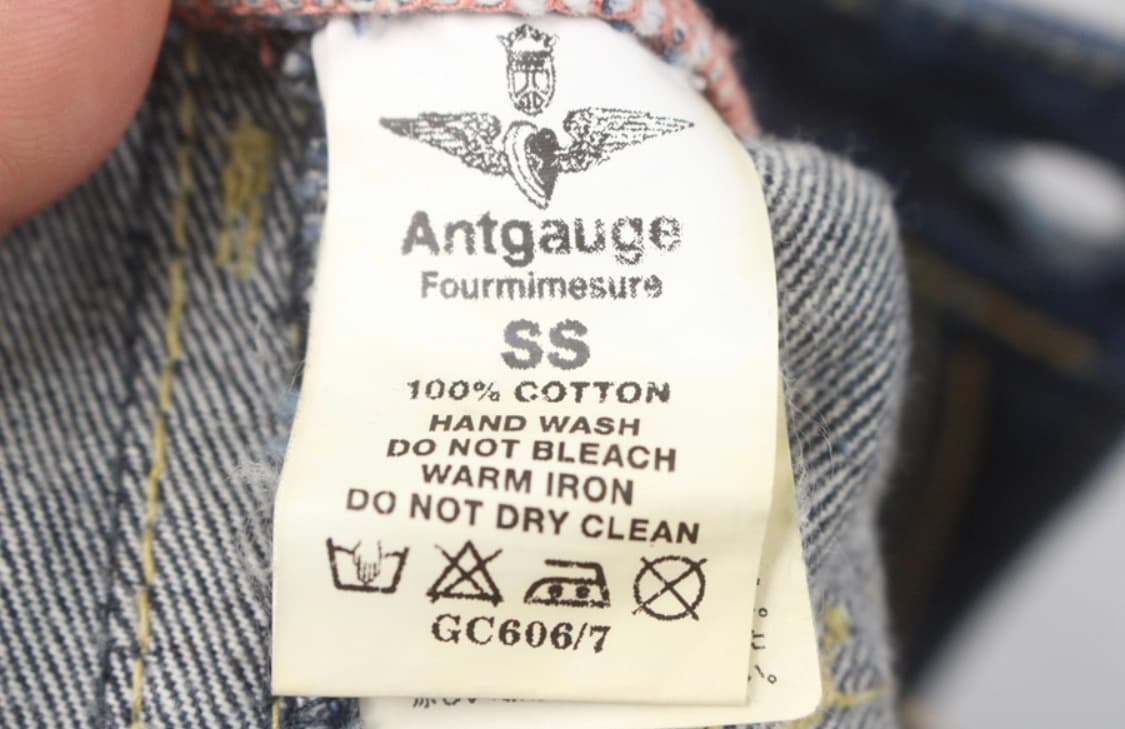 Antgauge
Fourmimesure
SS
100% COTTON
HAND WASH
DO NOT BLEACH
WARM IRON
DO NOT DRY CLEAN
GC606/7